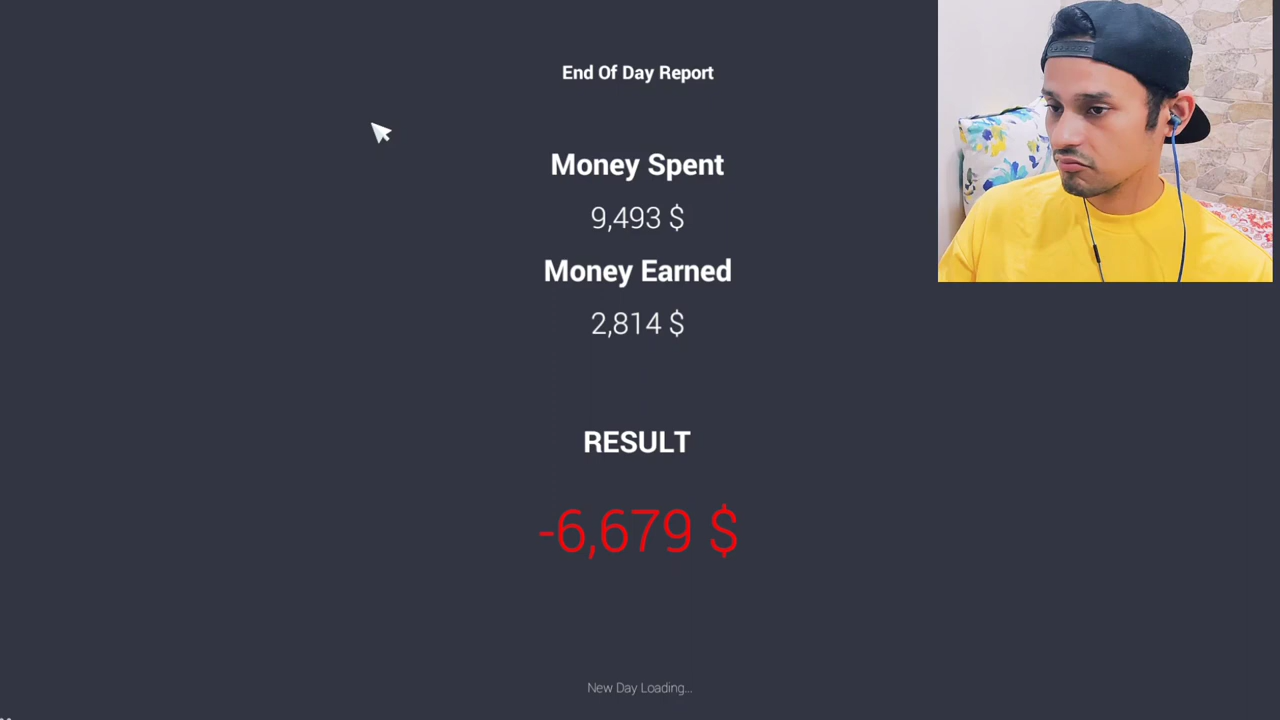 End Of Day Report
Money Spent
9,493 $
Money Earned
2,814 $
RESULT
-6,679 $
New Day Loading...